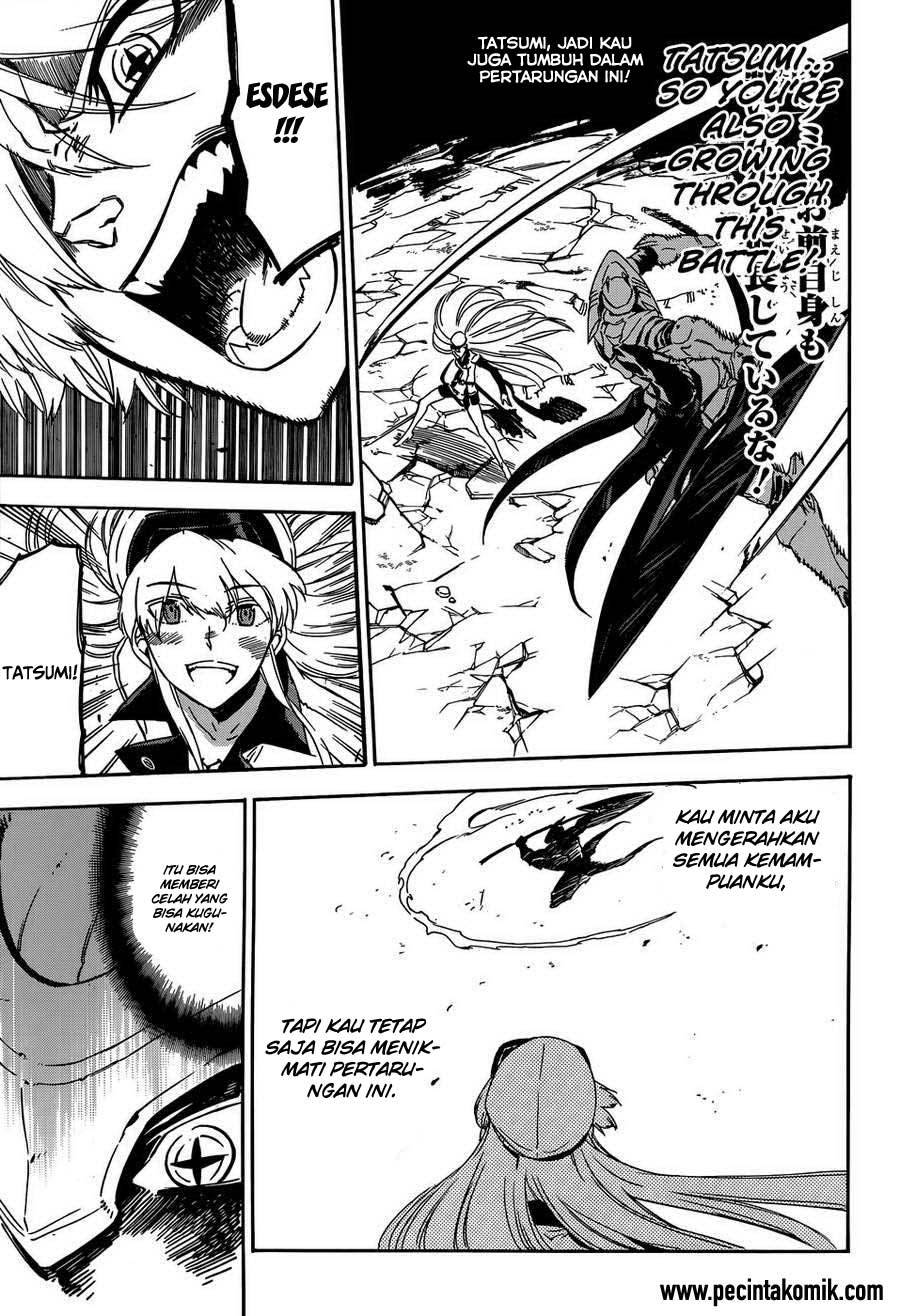 TATSUMI, JADI KAU
JUGA TUMBUH DALAM
PERTARUNGAN INI!
TATSUMI...
SO YOU'RE
ALSO
GROWING
THROUGH
THIS
BATTLE!
お前自身も
長しているな!
ESDESE
!!!
TATSUMI!
KAU MINTA AKU
MENGERAHKAN
SEMUA KEMAM-
PUANKU,
TAPI KAU TETAP
SAJA BISA MENIK-
MATI PERTARU-
NGAN INI.
ITU BISA
MEMBERI
CELAH YANG
BISA KUGU-
NAKAN!
www.pecintakomik.com